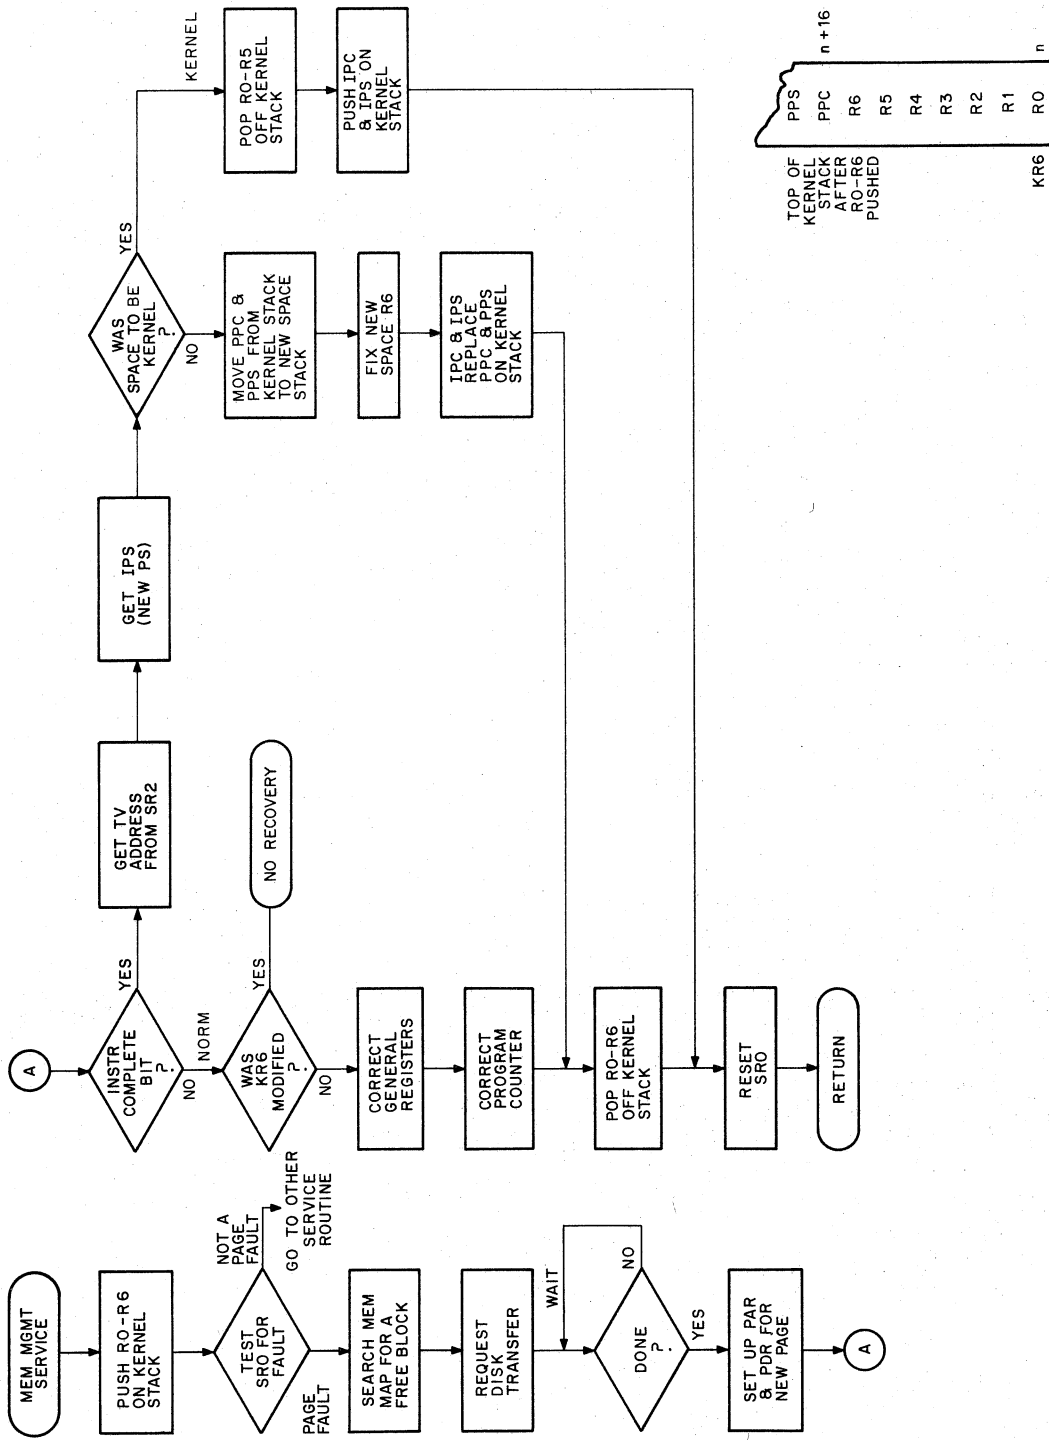 MEM MGMT
SERVICE
PUSH R0-R6
ON KERNEL
STACK
TEST
SR0 FOR
FAULT
NOT A
PAGE
FAULT
GO TO OTHER
SERVICE
ROUTINE
PAGE
FAULT
SEARCH MEM
MAP FOR A
FREE BLOCK
REQUEST
DISK
TRANSFER
WAIT
DONE
?
NO
YES
SET UP PAR
& PDR FOR
NEW PAGE
A
A
INSTR
COMPLETE
BIT
?
YES
NO
NORM
WAS
KR6
MODIFIED
?
YES
NO RECOVERY
NO
CORRECT
GENERAL
REGISTERS
CORRECT
PROGRAM
COUNTER
POP R0-R6
OFF KERNEL
STACK
RESET
SR0
RETURN
GET TV
ADDRESS
FROM SR2
GET IPS
(NEW PS)
WAS
SPACE TO BE
KERNEL
?
YES
NO
MOVE PPC &
PPS FROM
KERNEL STACK
TO NEW SPACE
STACK
FIX NEW
SPACE R6
IPC & IPS
REPLACE
PPC & PPS
ON KERNEL
STACK
KERNEL
POP R0-R5
OFF KERNEL
STACK
PUSH IPC
& IPS ON
KERNEL
STACK
TOP OF
KERNEL
STACK
AFTER
R0-R6
PUSHED
PPS
PPC n+16
R6
R5
R4
R3
R2
R1
KR6 R0 n